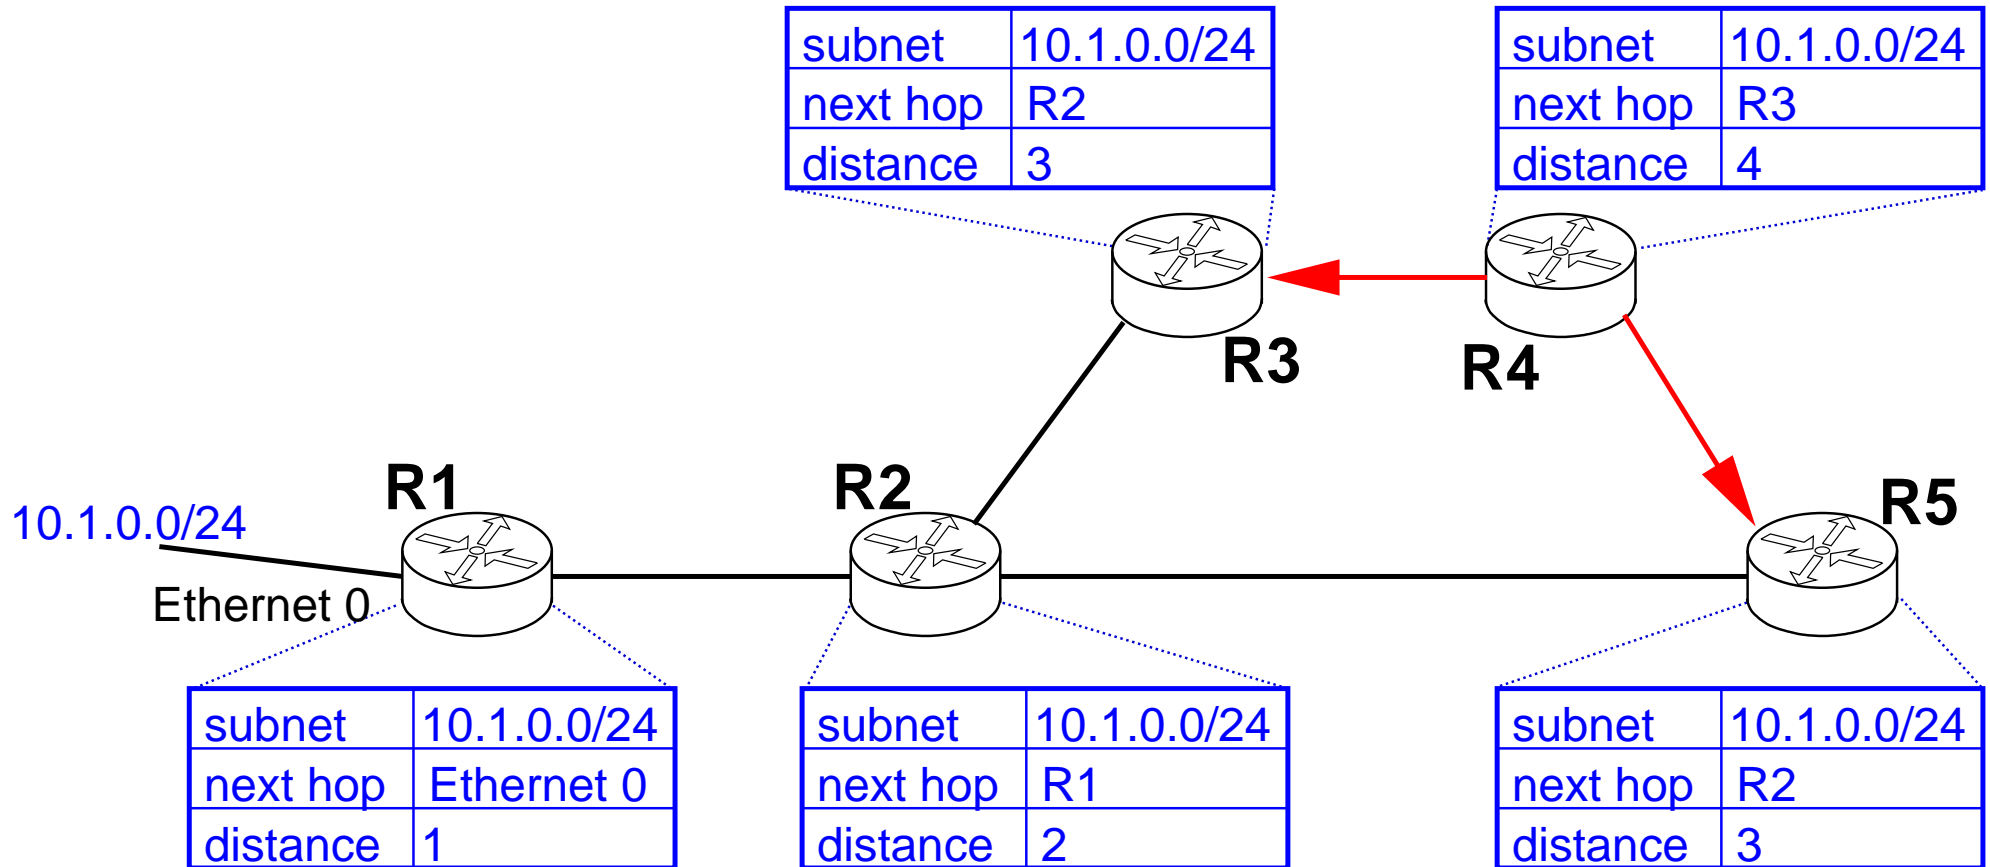 subnet 10.1.0.0/24
next hop R2
distance 3
subnet 10.1.0.0/24
next hop R3
distance 4
R3
R4
R1
R2
R5
10.1.0.0/24
Ethernet 0
subnet 10.1.0.0/24
next hop Ethernet 0
distance 1
subnet 10.1.0.0/24
next hop R1
distance 2
subnet 10.1.0.0/24
next hop R2
distance 3